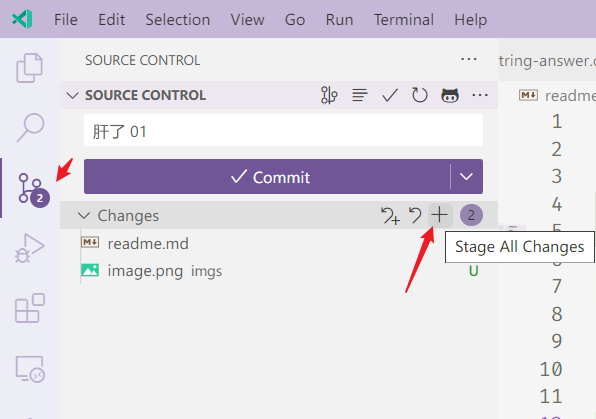 File Edit Selection View Go Run Terminal Help
SOURCE CONTROL
tring-answer.c
SOURCE CONTROL
readme
肝了 01
Commit
2
Changes
2
Stage All Changes
readme.md
image.png imgs
U
1
2
3
4
5
6
7
8
9
10
11
12